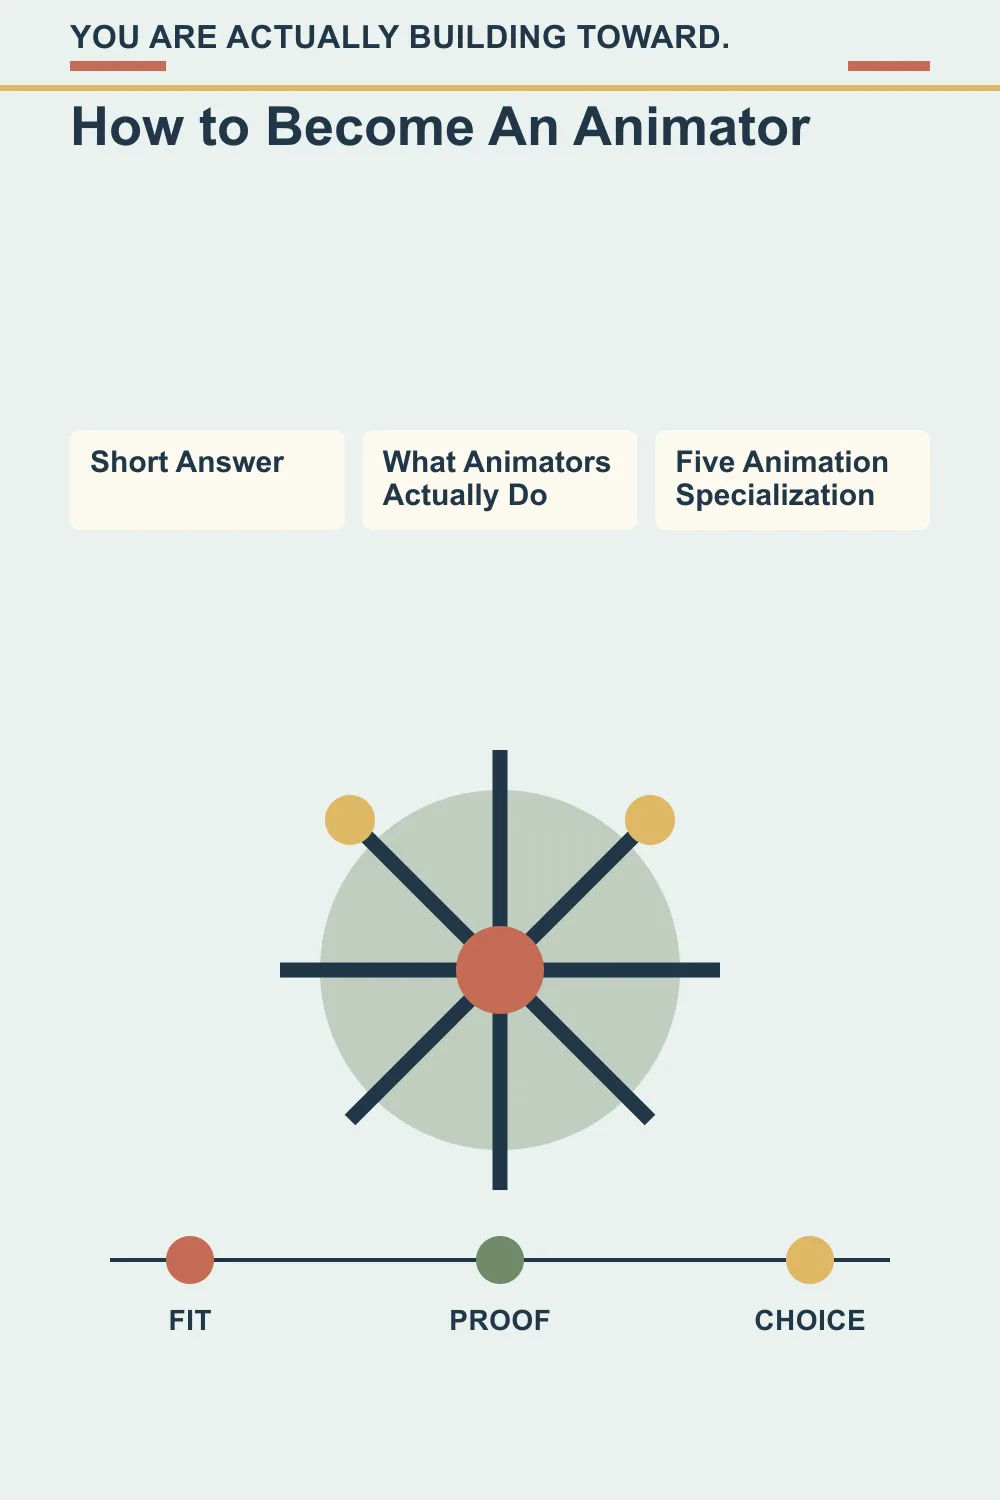 YOU ARE ACTUALLY BUILDING TOWARD.
How to Become An Animator
Short Answer
What Animators
Actually Do
Five Animation
Specialization
FIT
PROOF
CHOICE